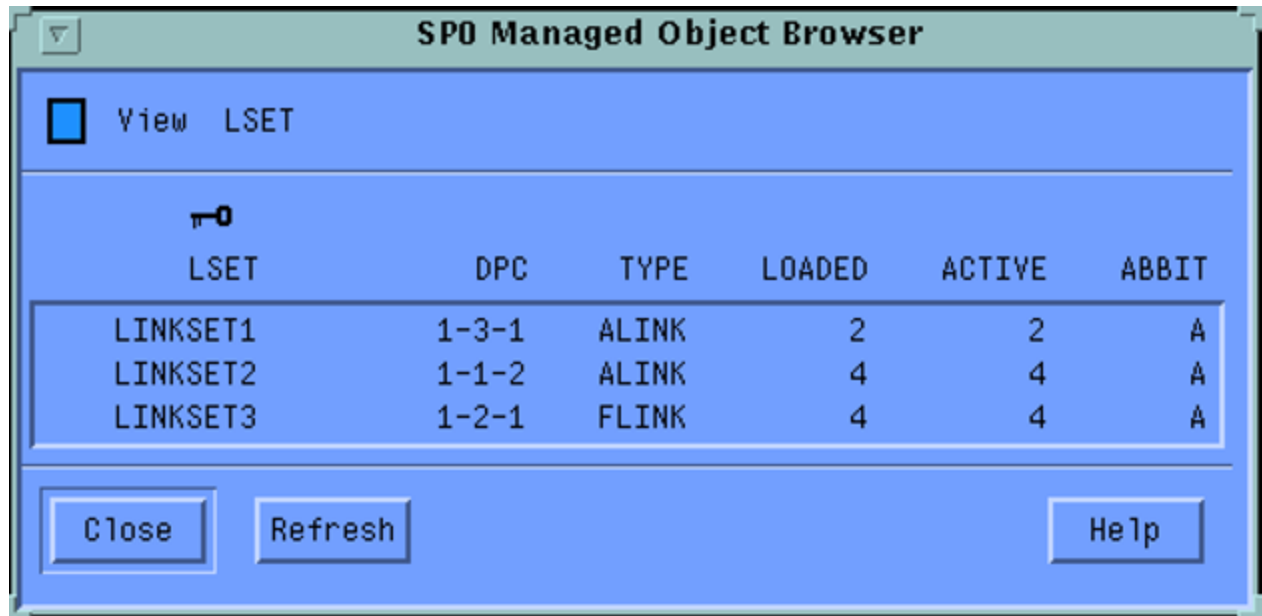 SP0 Managed Object Browser
View LSET
LSET DPC TYPE LOADED ACTIVE ABBIT
LINKSET1 1-3-1 ALINK 2 2 A
LINKSET2 1-1-2 ALINK 4 4 A
LINKSET3 1-2-1 FLINK 4 4 A
Close Refresh Help